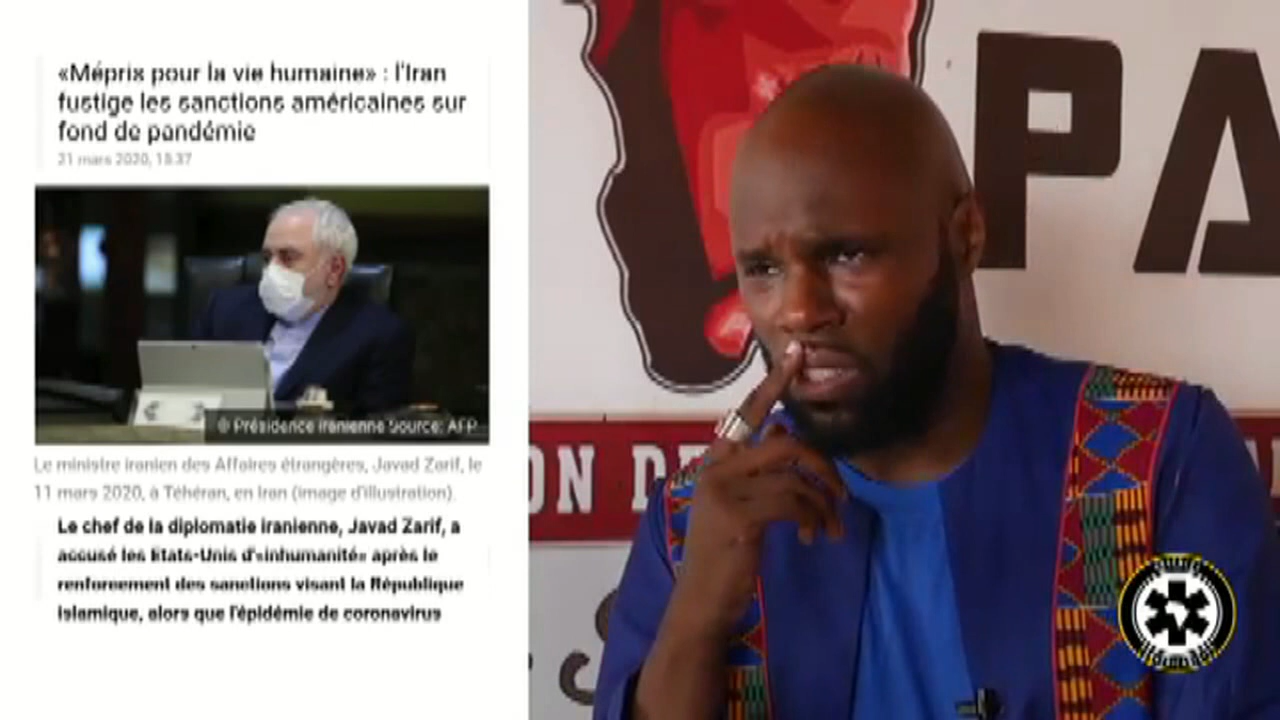 «Mépris pour la vie humaine» : l'Iran
fustige les sanctions américaines sur
fond de pandémie
21 mars 2020, 18:37
© Présidence iranienne Source: AFP
Le ministre iranien des Affaires étrangères, Javad Zarif, le
11 mars 2020, à Téhéran, en Iran (image d'illustration).
Le chef de la diplomatie iranienne, Javad Zarif, a
accusé les Etats-Unis d'«inhumanité» après le
renforcement des sanctions visant la République
islamique, alors que l'épidémie de coronavirus
PA
ON DE